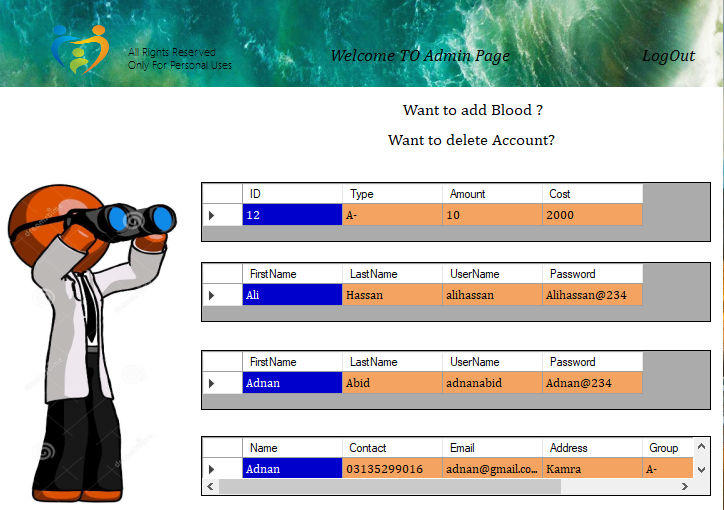 All Rights Reserved
Only For Personal Uses
Welcome TO Admin Page
LogOut
Want to add Blood ?
Want to delete Account?
ID Type Amount Cost
12 A- 10 2000
FirstName LastName UserName Password
Ali Hassan alihassan Alihassan@234
FirstName LastName UserName Password
Adnan Abid adnanabid Adnan@234
Name Contact Email Address Group
Adnan 03135299016 adnan@gmail.co... Kamra A-